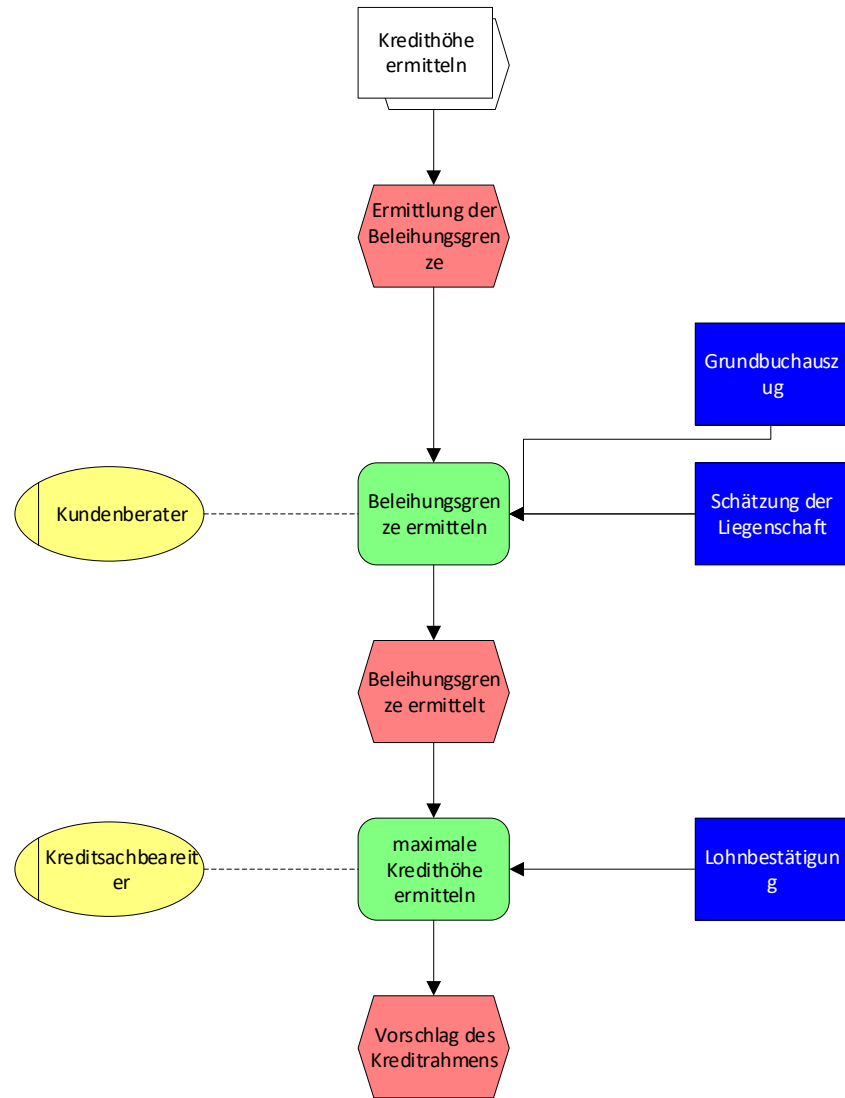 Kredithöhe
ermitteln
Ermittlung der
Beleihungsgren
ze
Grundbuchausz
ug
Kundenberater
Beleihungsgren
ze ermitteln
Schätzung der
Liegenschaft
Beleihungsgren
ze ermittelt
Kreditsachbeareit
er
maximale
Kredithöhe
ermitteln
Lohnbestätigun
g
Vorschlag des
Kreditrahmens